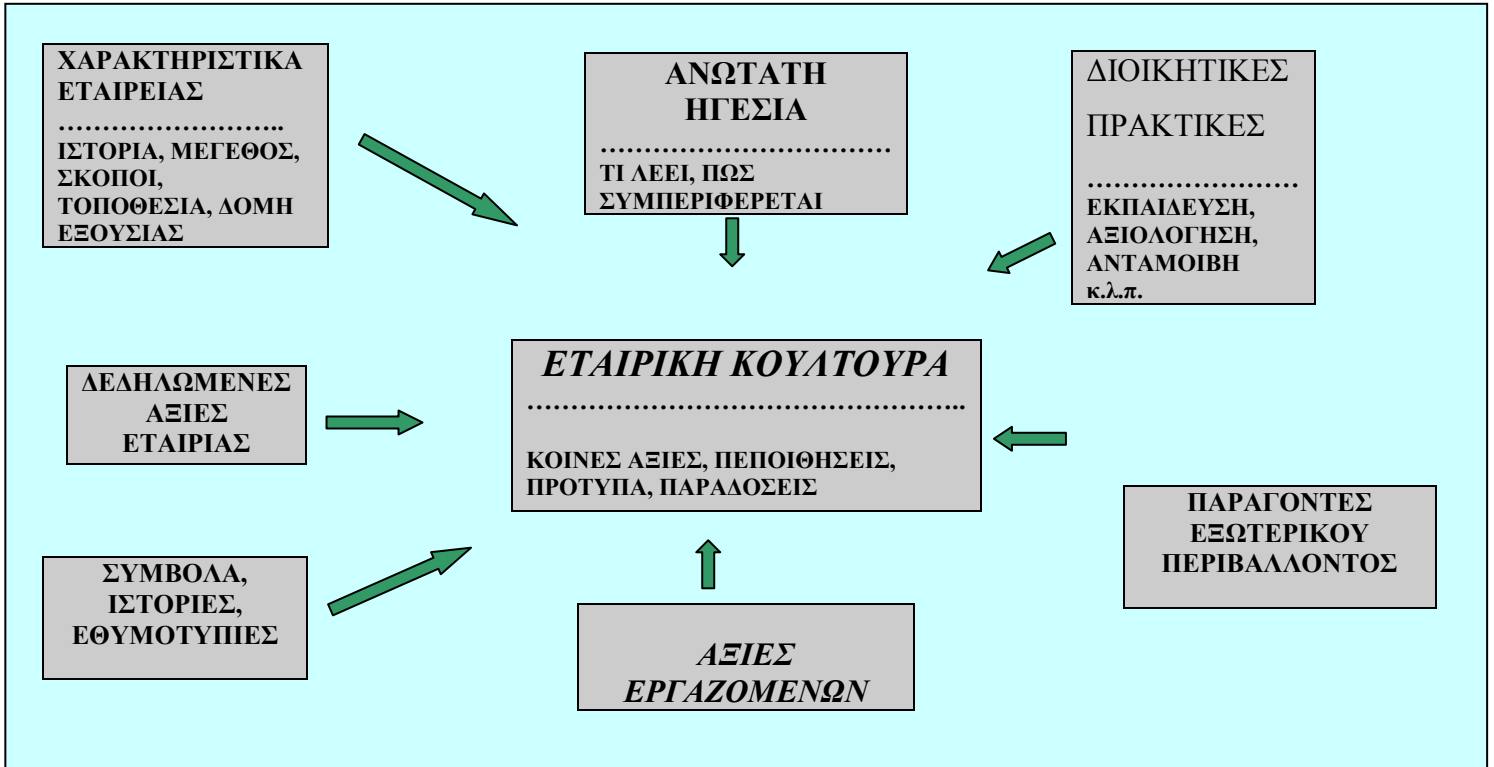 ΧΑΡΑΚΤΗΡΙΣΤΙΚΑ
ΕΤΑΙΡΕΙΑΣ
……………………..
ΙΣΤΟΡΙΑ, ΜΕΓΕΘΟΣ,
ΣΚΟΠΟΙ,
ΤΟΠΟΘΕΣΙΑ, ΔΟΜΗ
ΕΞΟΥΣΙΑΣ
ΑΝΩΤΑΤΗ
ΗΓΕΣΙΑ
……………………………
ΤΙ ΛΕΕΙ, ΠΩΣ
ΣΥΜΠΕΡΙΦΕΡΕΤΑΙ
ΔΙΟΙΚΗΤΙΚΕΣ
ΠΡΑΚΤΙΚΕΣ
……………………
ΕΚΠΑΙΔΕΥΣΗ,
ΑΞΙΟΛΟΓΗΣΗ,
ΑΝΤΑΜΟΙΒΗ
κ.λ.π.
ΔΕΔΗΛΩΜΕΝΕΣ
ΑΞΙΕΣ
ΕΤΑΙΡΙΑΣ
ΕΤΑΙΡΙΚΗ ΚΟΥΛΤΟΥΡΑ
…………………………………………..
ΚΟΙΝΕΣ ΑΞΙΕΣ, ΠΕΠΟΙΘΗΣΕΙΣ,
ΠΡΟΤΥΠΑ, ΠΑΡΑΔΟΣΕΙΣ
ΠΑΡΑΓΟΝΤΕΣ
ΕΞΩΤΕΡΙΚΟΥ
ΠΕΡΙΒΑΛΛΟΝΤΟΣ
ΣΥΜΒΟΛΑ,
ΙΣΤΟΡΙΕΣ,
ΕΘΥΜΟΤΥΠΙΕΣ
ΑΞΙΕΣ
ΕΡΓΑΖΟΜΕΝΩΝ